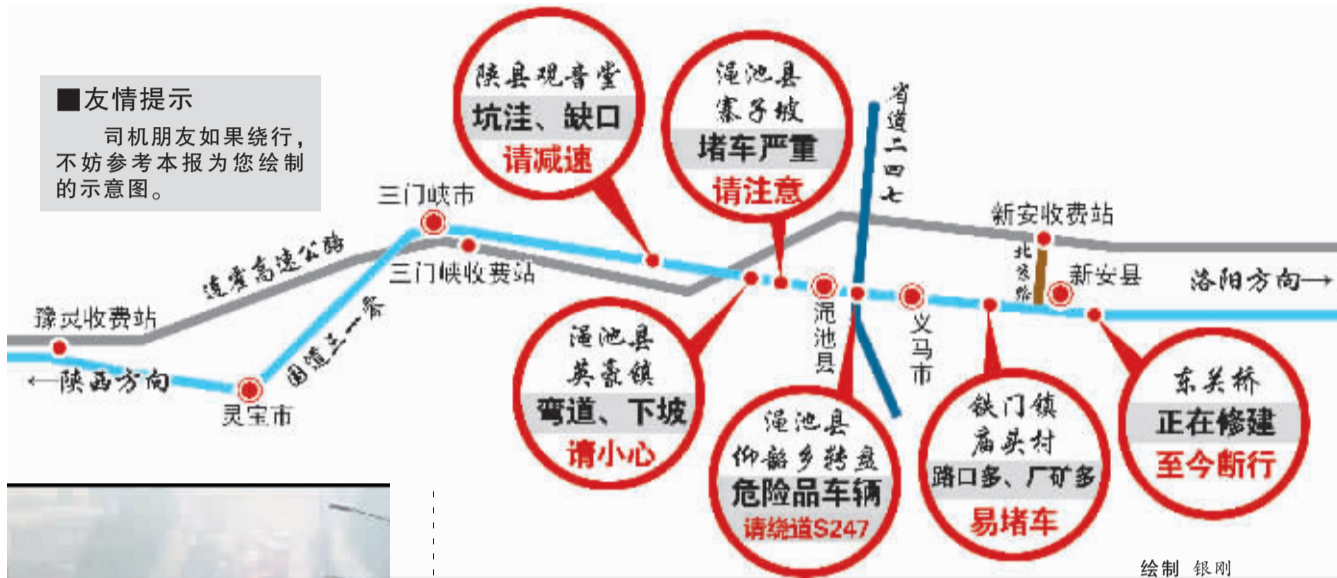 ■友情提示
司机朋友如果绕行，
不妨参考本报为您绘制
的示意图。
陕县观音堂
坑洼、缺口
请减速
渑池县
寨子坡
堵车严重
请注意
省道二四七
三门峡市
三门峡收费站
连霍高速公路
新安收费站
北京路
新安县
洛阳方向→
豫灵收费站
←陕西方向
国道三一零
灵宝市
渑池县
义马市
渑池县
英豪镇
弯道、下坡
请小心
渑池县
仰韶乡转盘
危险品车辆
请绕道S247
铁门镇
庙头村
路口多、厂矿多
易堵车
东关桥
正在修建
至今断行
绘制 银刚